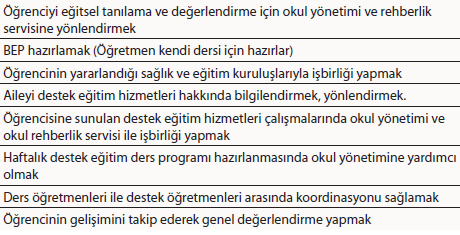 Öğrenciyi eğitsel tanılama ve değerlendirme için okul yönetimi ve rehberlik
servisine yönlendirmek
BEP hazırlamak (Öğretmen kendi dersi için hazırlar)
Öğrencinin yararlandığı sağlık ve eğitim kuruluşlarıyla işbirliği yapmak
Aileyi destek eğitim hizmetleri hakkında bilgilendirmek, yönlendirmek.
Öğrencisine sunulan destek eğitim hizmetleri çalışmalarında okul yönetimi ve
okul rehberlik servisi ile işbirliği yapmak
Haftalık destek eğitim ders programı hazırlanmasında okul yönetimine yardımcı
olmak
Ders öğretmenleri ile destek öğretmenleri arasında koordinasyonu sağlamak
Öğrencinin gelişimini takip ederek genel değerlendirme yapmak